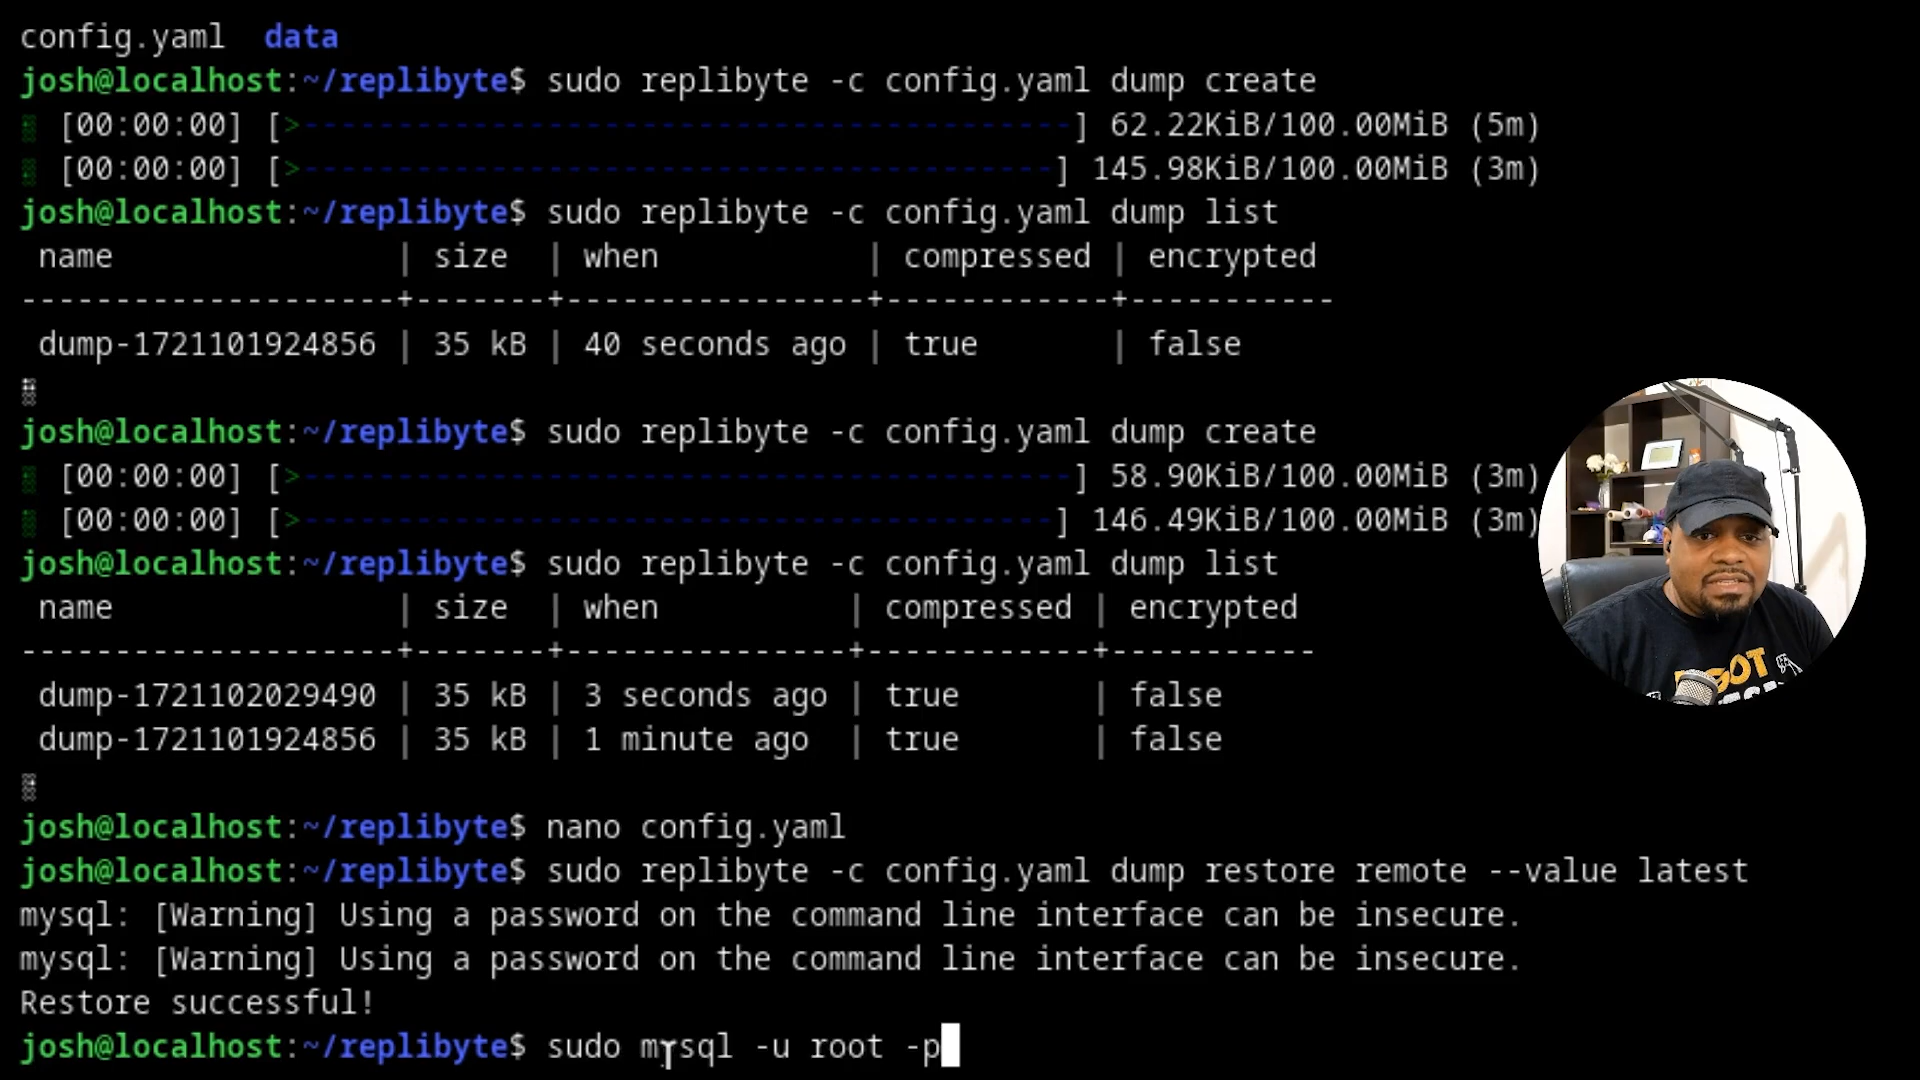 config.yaml data
josh@localhost:~/replibyte$ sudo replibyte -c config.yaml dump create
[00:00:00] [>-----------------------------------------] 62.22KiB/100.00MiB (5m)
[00:00:00] [>----------------------------------------] 145.98KiB/100.00MiB (3m)
josh@localhost:~/replibyte$ sudo replibyte -c config.yaml dump list
name | size | when | compressed | encrypted
--------------------+-------+----------------+------------+-----------
dump-1721101924856 | 35 kB | 40 seconds ago | true | false
josh@localhost:~/replibyte$ sudo replibyte -c config.yaml dump create
[00:00:00] [>-----------------------------------------] 58.90KiB/100.00MiB (3m)
[00:00:00] [>----------------------------------------] 146.49KiB/100.00MiB (3m)
josh@localhost:~/replibyte$ sudo replibyte -c config.yaml dump list
name | size | when | compressed | encrypted
--------------------+-------+---------------+------------+-----------
dump-1721102029490 | 35 kB | 3 seconds ago | true | false
dump-1721101924856 | 35 kB | 1 minute ago | true | false
josh@localhost:~/replibyte$ nano config.yaml
josh@localhost:~/replibyte$ sudo replibyte -c config.yaml dump restore remote --value latest
mysql: [Warning] Using a password on the command line interface can be insecure.
mysql: [Warning] Using a password on the command line interface can be insecure.
Restore successful!
josh@localhost:~/replibyte$ sudo mysql -u root -p